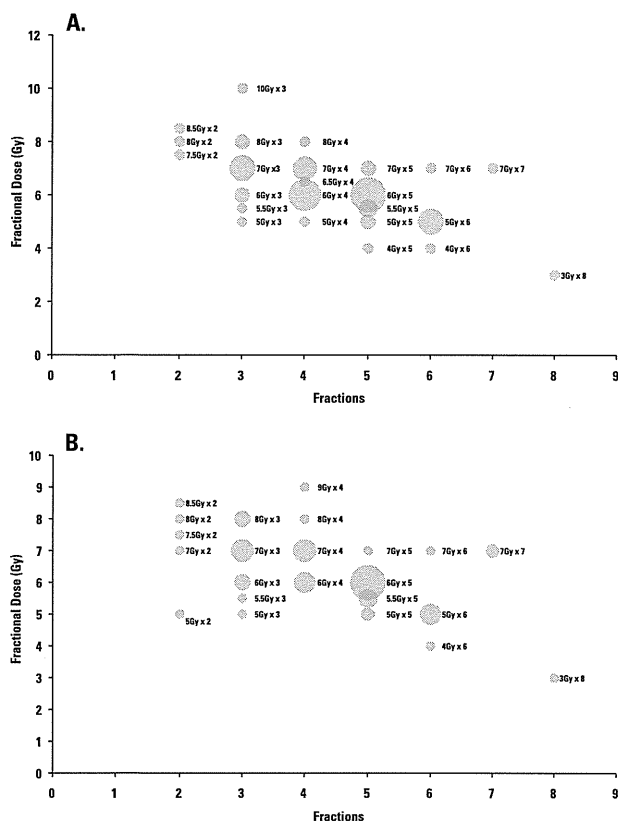 A.
12
10
8
6
4
2
0
Fractional Dose (Gy)
10Gy x 3
8.5Gy x 2
8Gy x 2
8Gy x 3
8Gy x 4
7.5Gy x 2
7Gy x3
7Gy x 4
7Gy x 5
7Gy x 6
7Gy x 7
6.5Gy x 4
6Gy x 3
6Gy x 4
6Gy x 5
5.5Gy x 3
5.5Gy x 5
5Gy x 3
5Gy x 4
5Gy x 5
5Gy x 6
4Gy x 5
4Gy x 6
3Gy x 8
0 1 2 3 4 5 6 7 8 9
Fractions
B.
10
9
8
7
6
5
4
3
2
1
0
Fractional Dose (Gy)
9Gy x 4
8.5Gy x 2
8Gy x 2
8Gy x 3
8Gy x 4
7.5Gy x 2
7Gy x 2
7Gy x 3
7Gy x 4
7Gy x 5
7Gy x 6
7Gy x 7
6Gy x 3
6Gy x 4
6Gy x 5
5.5Gy x 3
5.5Gy x 5
5Gy x 2
5Gy x 3
5Gy x 5
5Gy x 6
4Gy x 6
3Gy x 8
0 1 2 3 4 5 6 7 8 9
Fractions